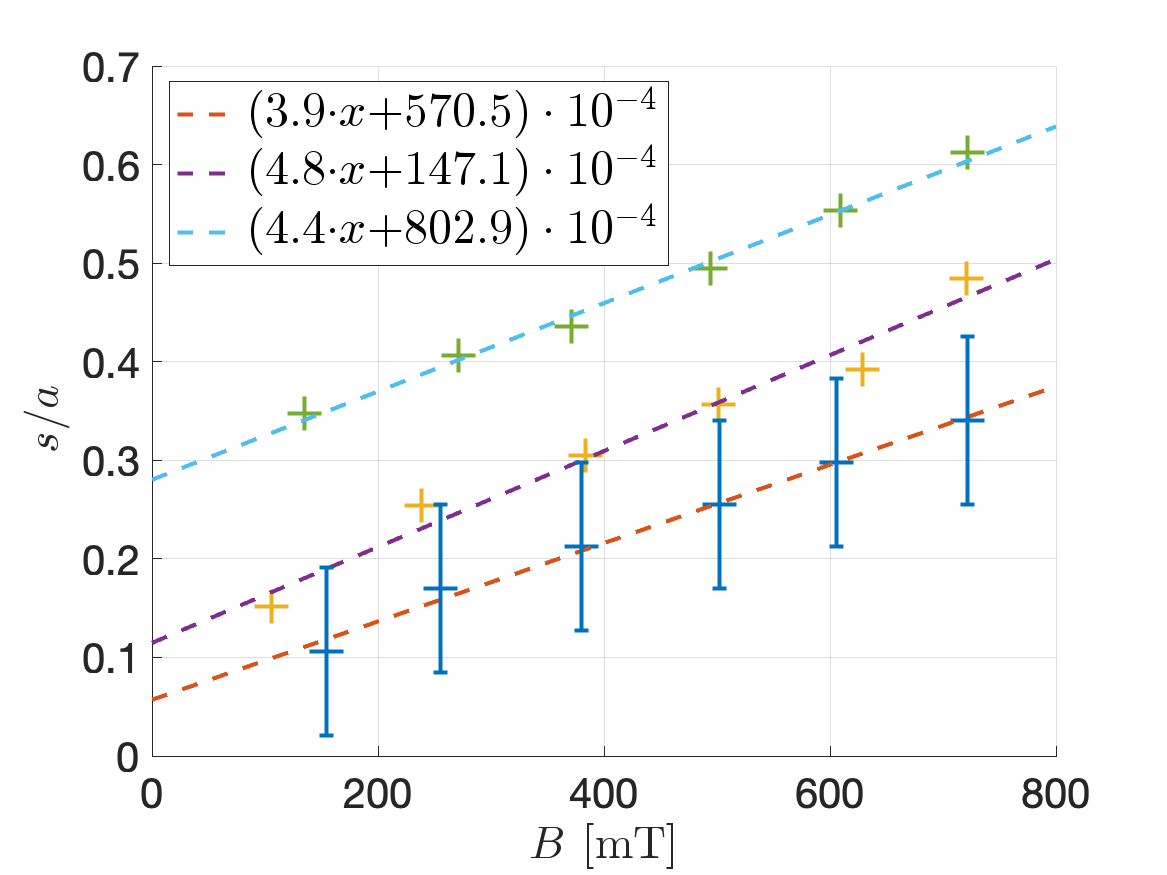 0.7
0.6
0.5
0.4
0.3
0.2
0.1
0
s/a
(3.9·x+570.5) · 10⁻⁴
(4.8·x+147.1) · 10⁻⁴
(4.4·x+802.9) · 10⁻⁴
0 200 400 600 800
B [mT]